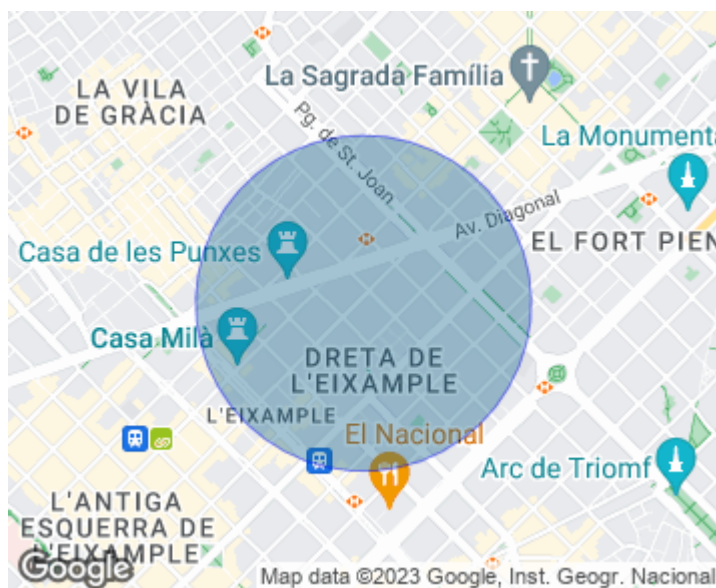 La Sagrada Família
LA VILA
DE GRÀCIA
Pg. de St. Joan
La Monumenta
Av. Diagonal
Casa de les Punxes
EL FORT PIEN
Casa Milà
DRETA DE
L'EIXAMPLE
L'EIXAMPLE
El Nacional
Arc de Triomf
L'ANTIGA
ESQUERRA DE
L'EIXAMPLE
Google
Map data ©2023 Google, Inst. Geogr. Nacional